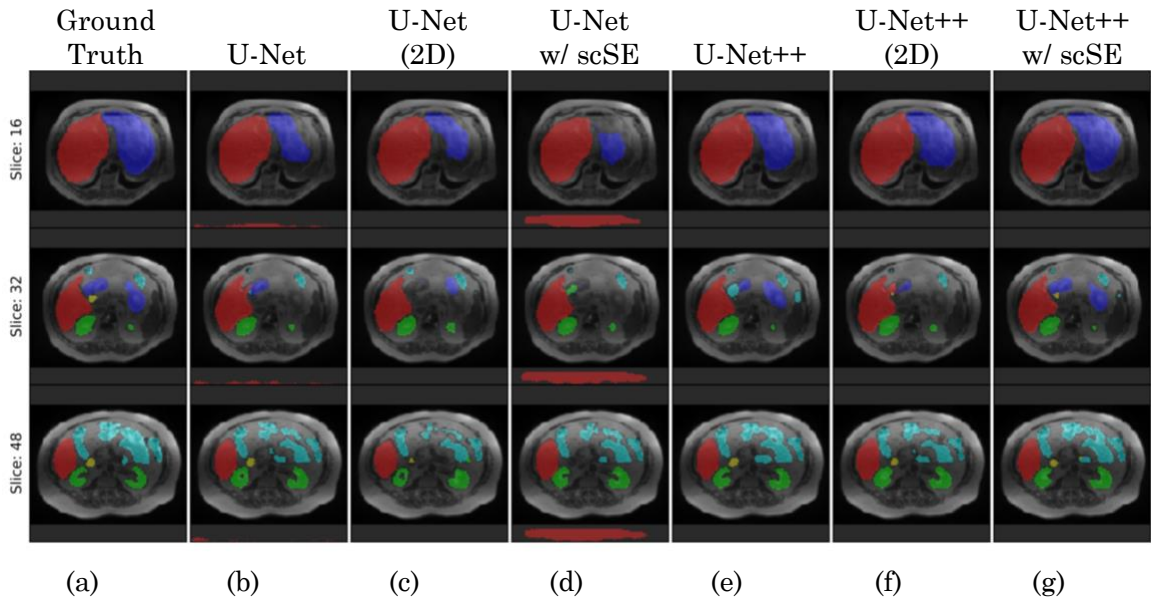 Ground
Truth
U-Net
U-Net
(2D)
U-Net
w/ scSE
U-Net++
U-Net++
(2D)
U-Net++
w/ scSE
Slice: 16
Slice: 32
Slice: 48
(a)
(b)
(c)
(d)
(e)
(f)
(g)